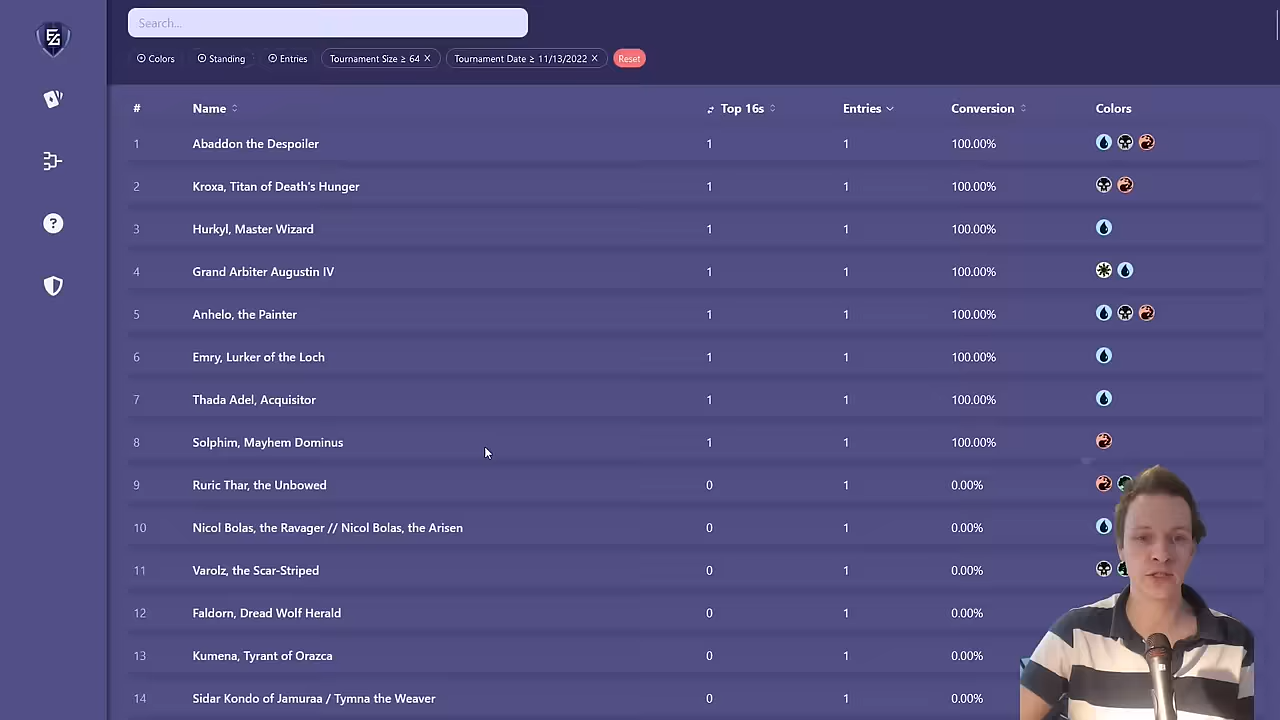 EZ
Search...
Colors Standing Entries Tournament Size ≥ 64 × Tournament Date ≥ 11/13/2022 × Reset
# Name Top 16s Entries Conversion Colors
1 Abaddon the Despoiler 1 1 100.00%
2 Kroxa, Titan of Death's Hunger 1 1 100.00%
3 Hurkyl, Master Wizard 1 1 100.00%
4 Grand Arbiter Augustin IV 1 1 100.00%
5 Anhelo, the Painter 1 1 100.00%
6 Emry, Lurker of the Loch 1 1 100.00%
7 Thada Adel, Acquisitor 1 1 100.00%
8 Solphim, Mayhem Dominus 1 1 100.00%
9 Ruric Thar, the Unbowed 0 1 0.00%
10 Nicol Bolas, the Ravager // Nicol Bolas, the Arisen 0 1 0.00%
11 Varolz, the Scar-Striped 0 1 0.00%
12 Faldorn, Dread Wolf Herald 0 1 0.00%
13 Kumena, Tyrant of Orazca 0 1 0.00%
14 Sidar Kondo of Jamuraa / Tymna the Weaver 0 1 0.00%